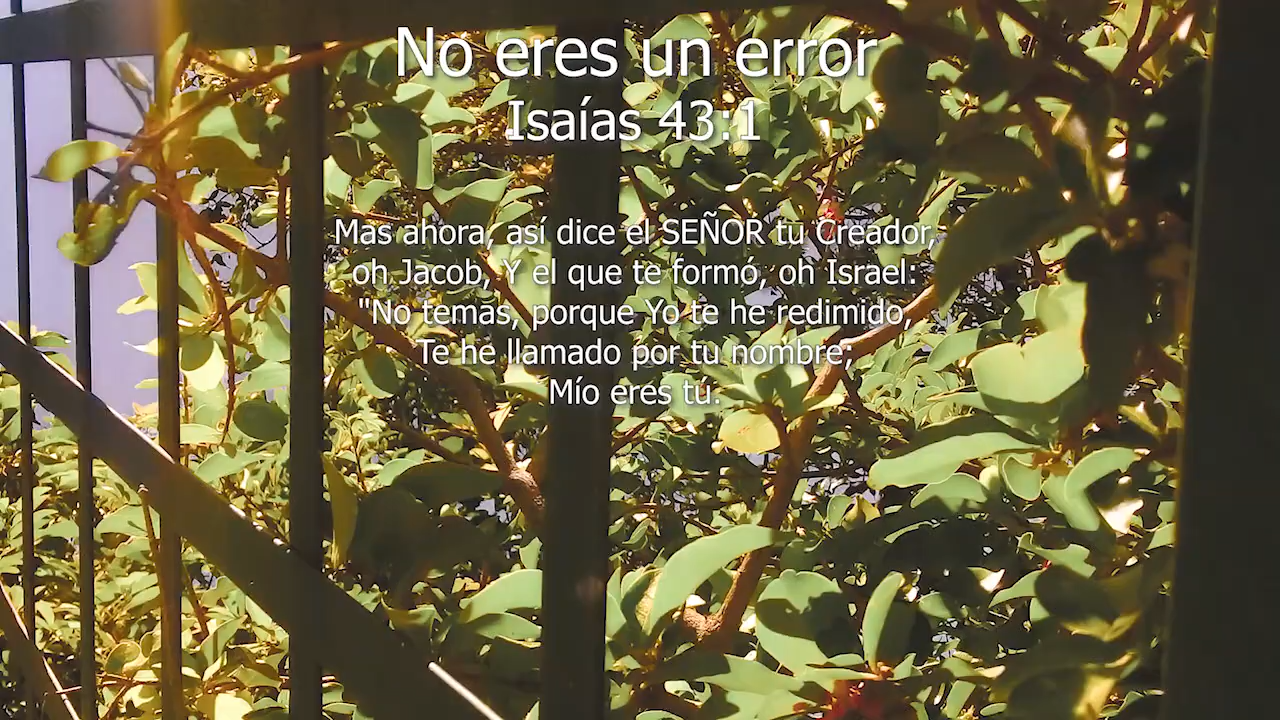 No eres un error
Isaías 43:1
Mas ahora, así dice el SEÑOR tu Creador,
oh Jacob, Y el que te formó, oh Israel:
"No temas, porque Yo te he redimido,
Te he llamado por tu nombre;
Mío eres tú.